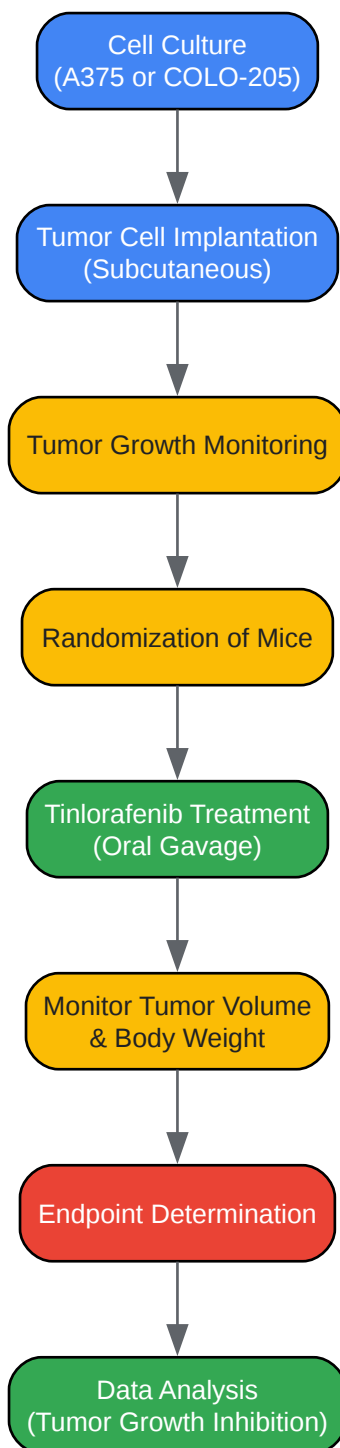 Cell Culture
(A375 or COLO-205)
Tumor Cell Implantation
(Subcutaneous)
Tumor Growth Monitoring
Randomization of Mice
Tinlorafenib Treatment
(Oral Gavage)
Monitor Tumor Volume
& Body Weight
Endpoint Determination
Data Analysis
(Tumor Growth Inhibition)